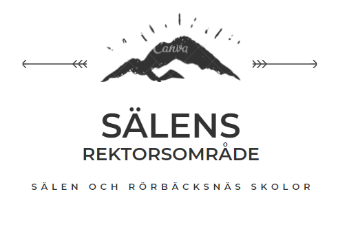 Canva
SÄLENS
REKTORSOMRÅDE
SÄLEN OCH RÖRBÄCKSNÄS SKOLOR